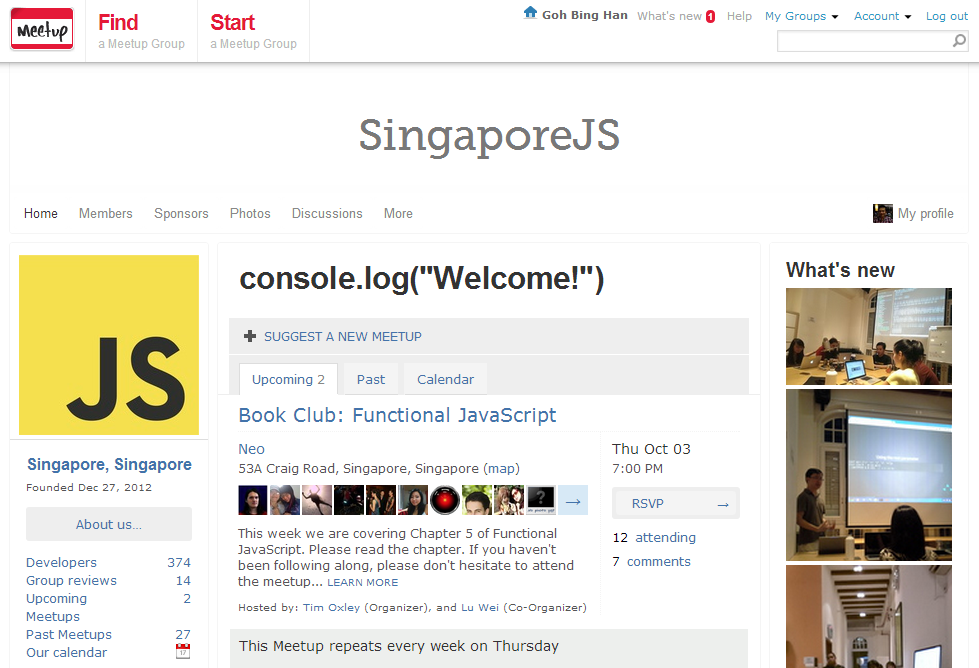 Meetup
Find
a Meetup Group
Start
a Meetup Group
Goh Bing Han What's new 1 Help My Groups Account Log out
SingaporeJS
Home Members Sponsors Photos Discussions More
My profile
JS
Singapore, Singapore
Founded Dec 27, 2012
About us...
Developers 374
Group reviews 14
Upcoming 2
Meetups
Past Meetups 27
Our calendar
console.log("Welcome!")
SUGGEST A NEW MEETUP
Upcoming 2 Past Calendar
Book Club: Functional JavaScript
Neo
53A Craig Road, Singapore, Singapore (map)
This week we are covering Chapter 5 of Functional
JavaScript. Please read the chapter. If you haven't
been following along, please don't hesitate to attend
the meetup... LEARN MORE
Hosted by: Tim Oxley (Organizer), and Lu Wei (Co-Organizer)
Thu Oct 03
7:00 PM
RSVP →
12 attending
7 comments
This Meetup repeats every week on Thursday
What's new